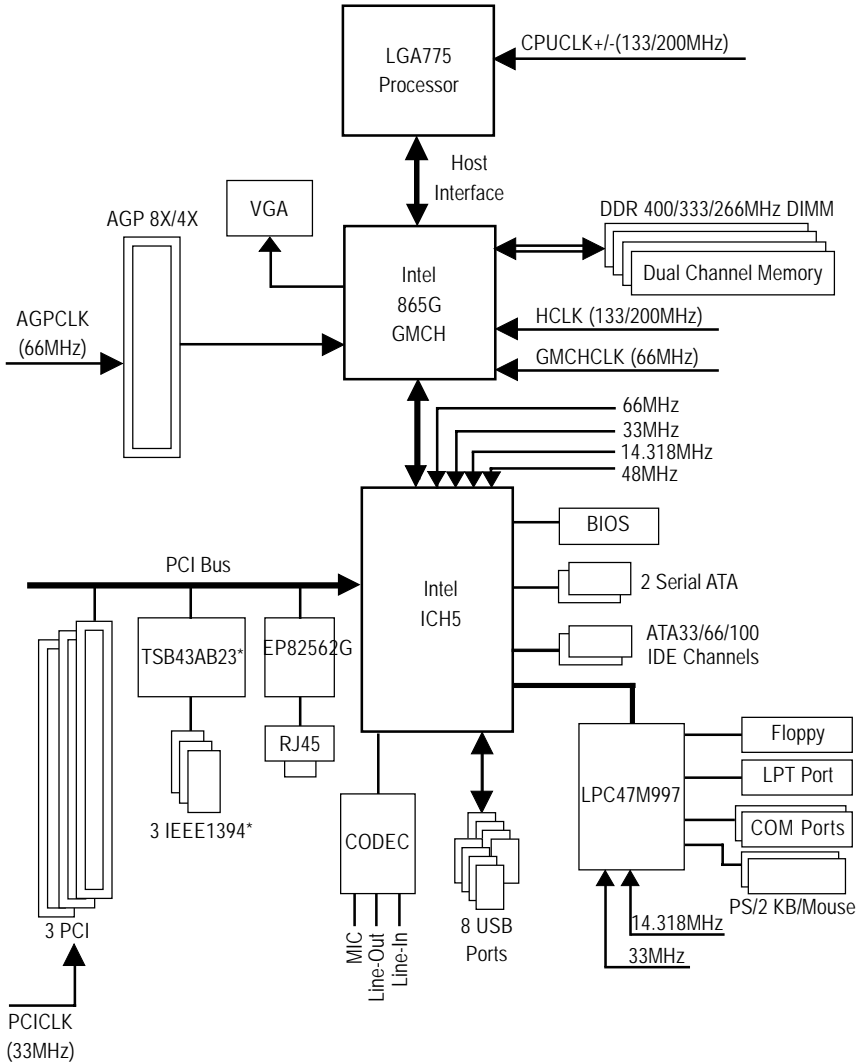 LGA775
Processor
CPUCLK+/-(133/200MHz)
Host
Interface
VGA
AGP 8X/4X
DDR 400/333/266MHz DIMM
Dual Channel Memory
Intel
865G
GMCH
AGPCLK
(66MHz)
HCLK (133/200MHz)
GMCHCLK (66MHz)
66MHz
33MHz
14.318MHz
48MHz
BIOS
PCI Bus
Intel
ICH5
2 Serial ATA
ATA33/66/100
IDE Channels
TSB43AB23*
EP82562G
RJ45
3 IEEE1394*
Floppy
LPT Port
LPC47M997
COM Ports
PS/2 KB/Mouse
CODEC
MIC
Line-Out
Line-In
8 USB
Ports
14.318MHz
33MHz
3 PCI
PCICLK
(33MHz)